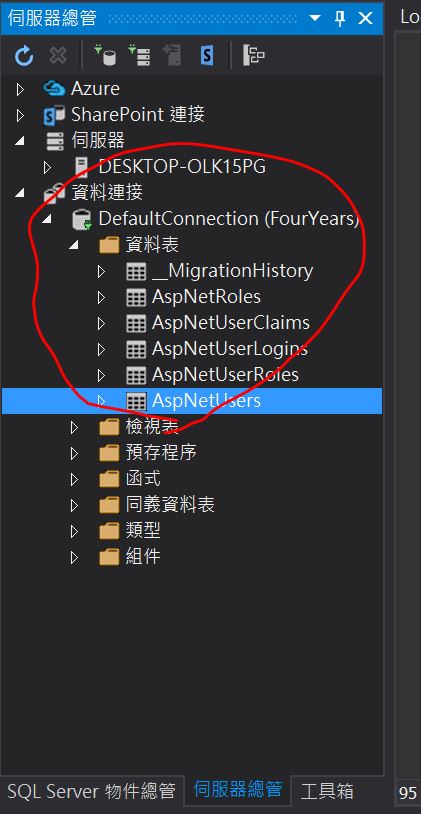 伺服器總管
Lo
Azure
SharePoint 連接
伺服器
DESKTOP-OLK15PG
資料連接
DefaultConnection (FourYears)
資料表
__MigrationHistory
AspNetRoles
AspNetUserClaims
AspNetUserLogins
AspNetUserRoles
AspNetUsers
檢視表
預存程序
函式
同義資料表
類型
組件
95
SQL Server 物件總管
伺服器總管
工具箱